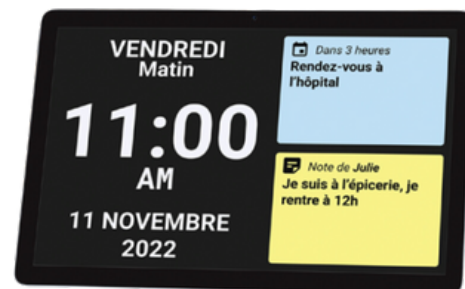 VENDREDI
Matin
11:00
AM
11 NOVEMBRE
2022
Dans 3 heures
Rendez-vous à
l'hôpital
Note de Julie
Je suis à l'épicerie, je
rentre à 12h